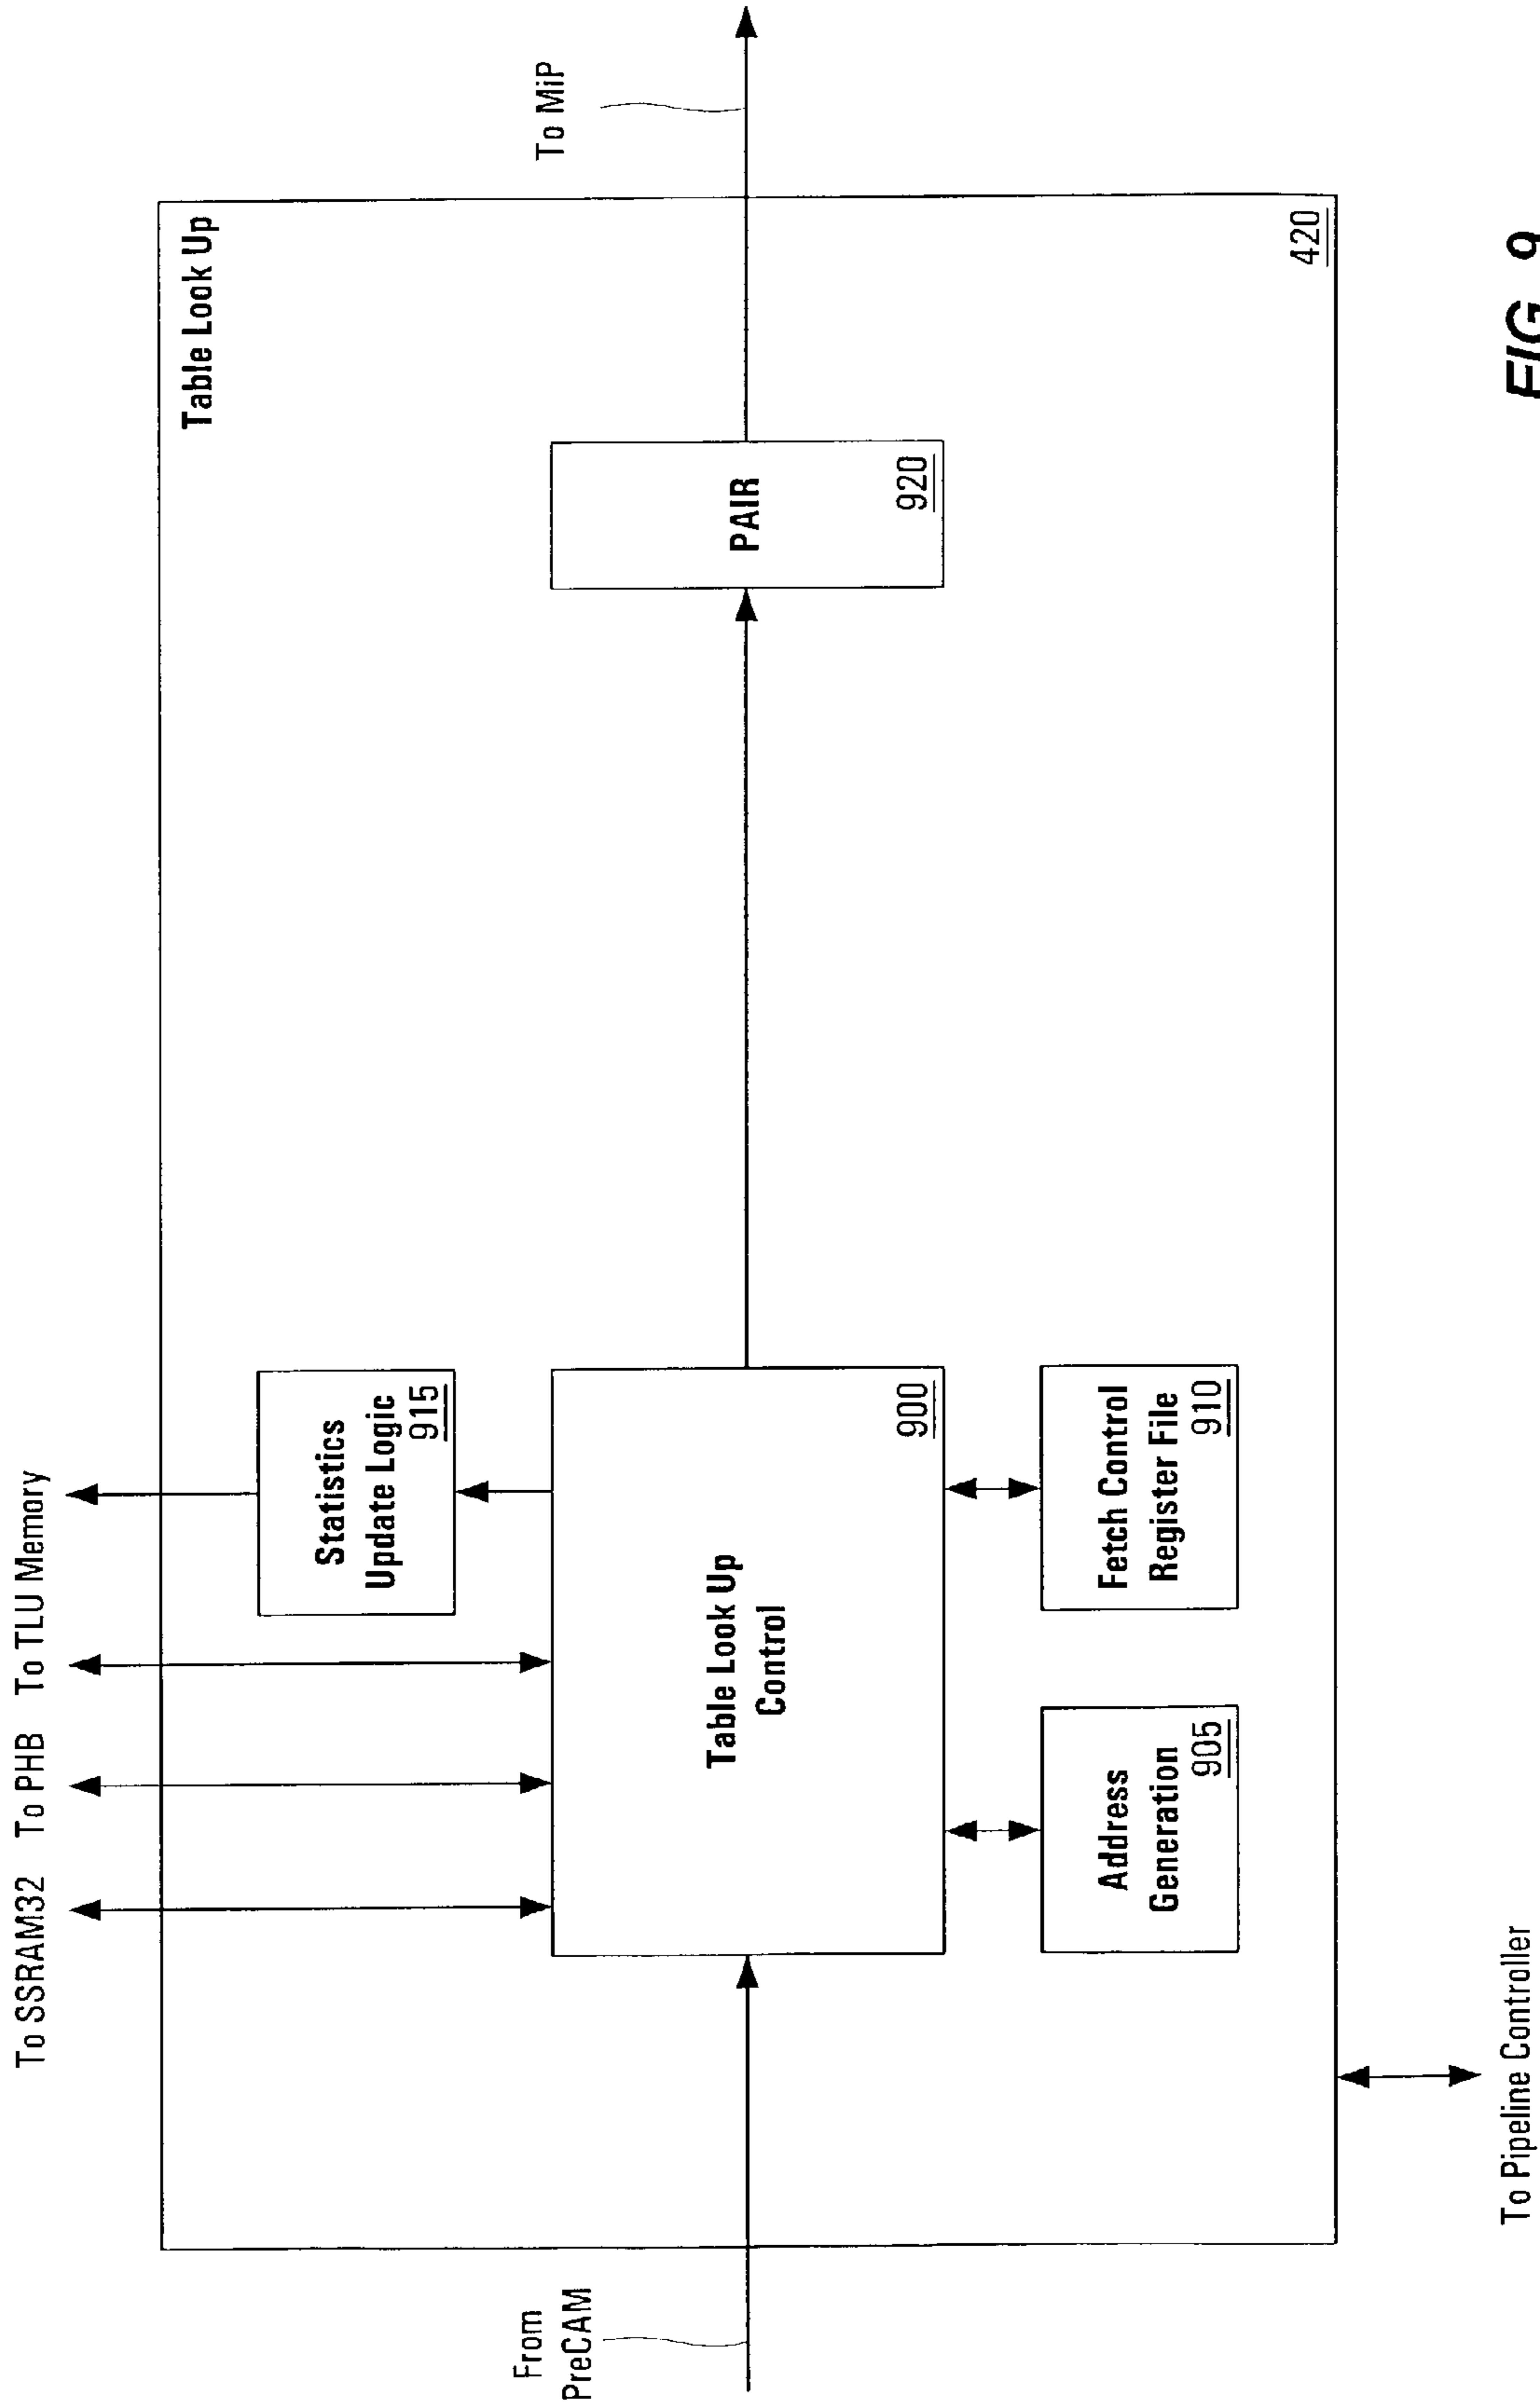 To SSRAM32
To PHB
To TLU Memory
Table Look Up
Statistics
Update Logic
915
From
PreCAM
Table Look Up
Control
900
PAIR
920
To MiP
Address
Generation
905
Fetch Control
Register File
910
420
To Pipeline Controller
FIG. 9